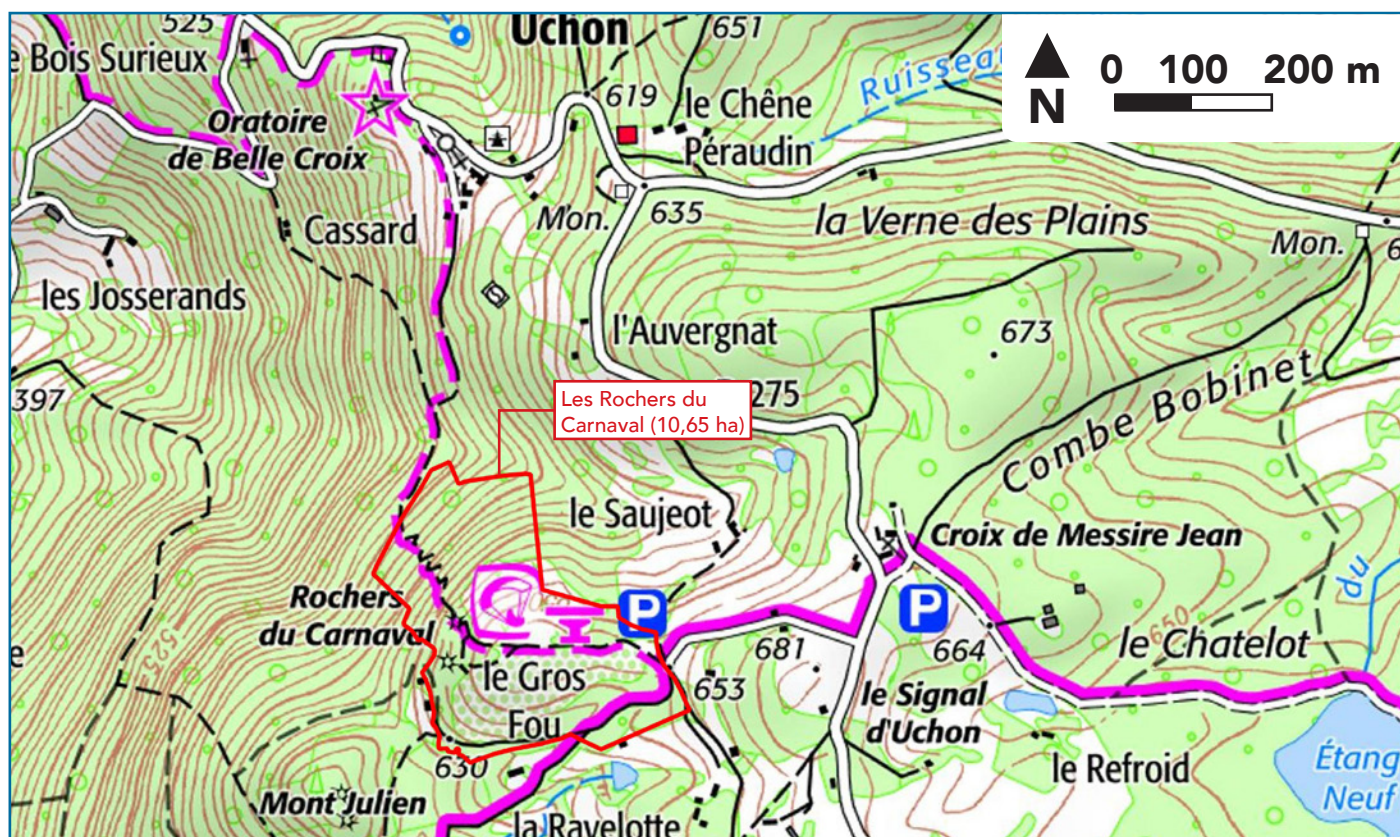 525
Uchon
651
e Bois Surieux
N
0 100 200 m
Ruisseau
619
le Chêne
Péraudin
Oratoire
de Belle Croix
Mon.
635
la Verne des Plains
Cassard
Mon.
6
les Josserands
l'Auvergnat
673
397
Les Rochers du
Carnaval (10,65 ha)
275
Combe Bobinet
le Saujeot
Croix de Messire Jean
P
P
Rochers
du Carnaval
525
e
681
664
650
le Chatelot
du
le Gros
Fou
653
le Signal
d'Uchon
630
le Refroid
Étang
Neuf
Mont Julien
la Ravelotte